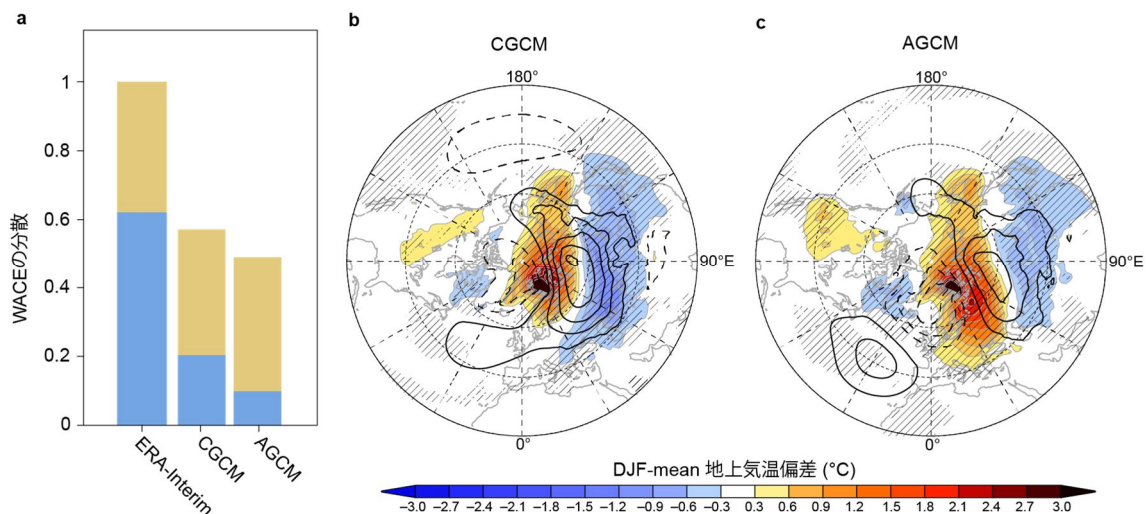 a
b
c
CGCM
AGCM
180°
180°
1
0.8
0.6
0.4
0.2
0
WACEの分散
90°E
90°E
0°
0°
ERA-Interim
CGCM
AGCM
DJF-mean 地上気温偏差 (°C)
−3.0 −2.7 −2.4 −2.1 −1.8 −1.5 −1.2 −0.9 −0.6 −0.3 0.3 0.6 0.9 1.2 1.5 1.8 2.1 2.4 2.7 3.0